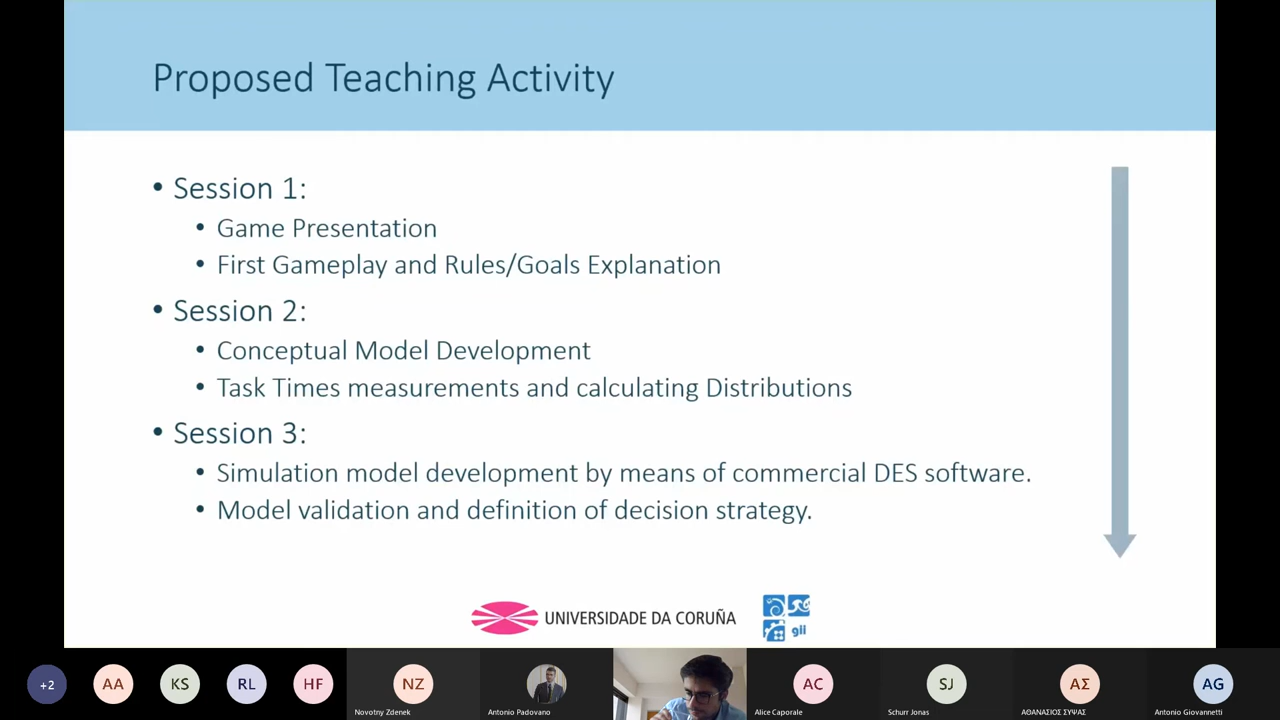 Proposed Teaching Activity
• Session 1:
• Game Presentation
• First Gameplay and Rules/Goals Explanation
• Session 2:
• Conceptual Model Development
• Task Times measurements and calculating Distributions
• Session 3:
• Simulation model development by means of commercial DES software.
• Model validation and definition of decision strategy.
UNIVERSIDADE DA CORUÑA
gii
+2
AA
KS
RL
HF
NZ
Novotny Zdenek
Antonio Padovano
AC
Alice Caporale
SJ
Schurr Jonas
ΑΣ
ΑΘΑΝΑΣΙΟΣ ΣΥΨΑΣ
AG
Antonio Giovannetti